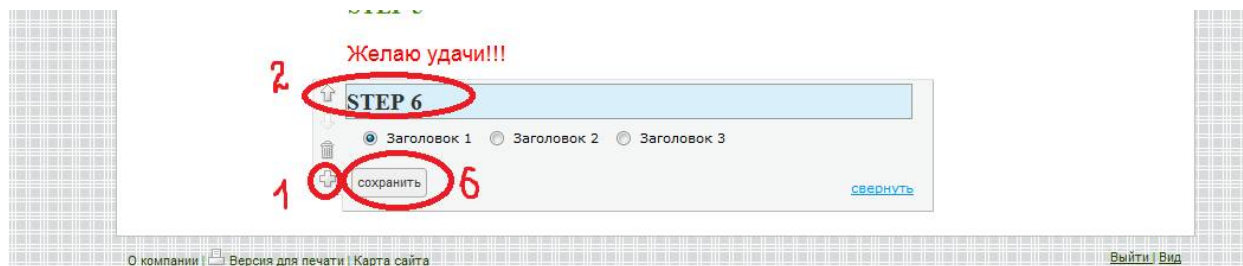 Желаю удачи!!!
2
STEP 6
Заголовок 1 Заголовок 2 Заголовок 3
1 сохранить 6 свернуть
О компании | Версия для печати | Карта сайта Выйти | Вид